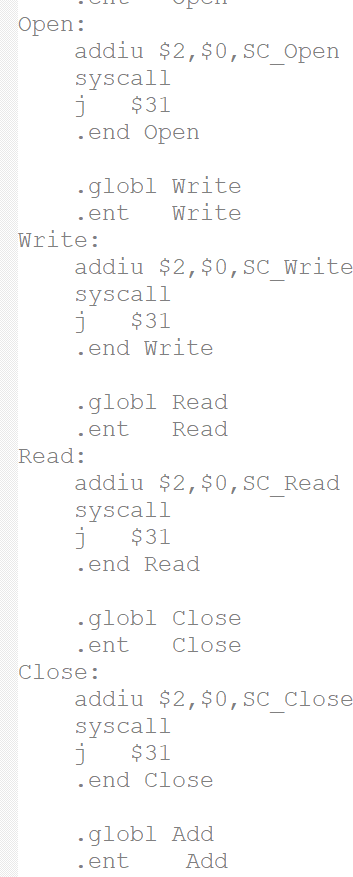 .ent   Open
Open:
    addiu $2,$0,SC_Open
    syscall
    j   $31
    .end Open

    .globl Write
    .ent   Write
Write:
    addiu $2,$0,SC_Write
    syscall
    j   $31
    .end Write

    .globl Read
    .ent   Read
Read:
    addiu $2,$0,SC_Read
    syscall
    j   $31
    .end Read

    .globl Close
    .ent   Close
Close:
    addiu $2,$0,SC_Close
    syscall
    j   $31
    .end Close

    .globl Add
    .ent    Add